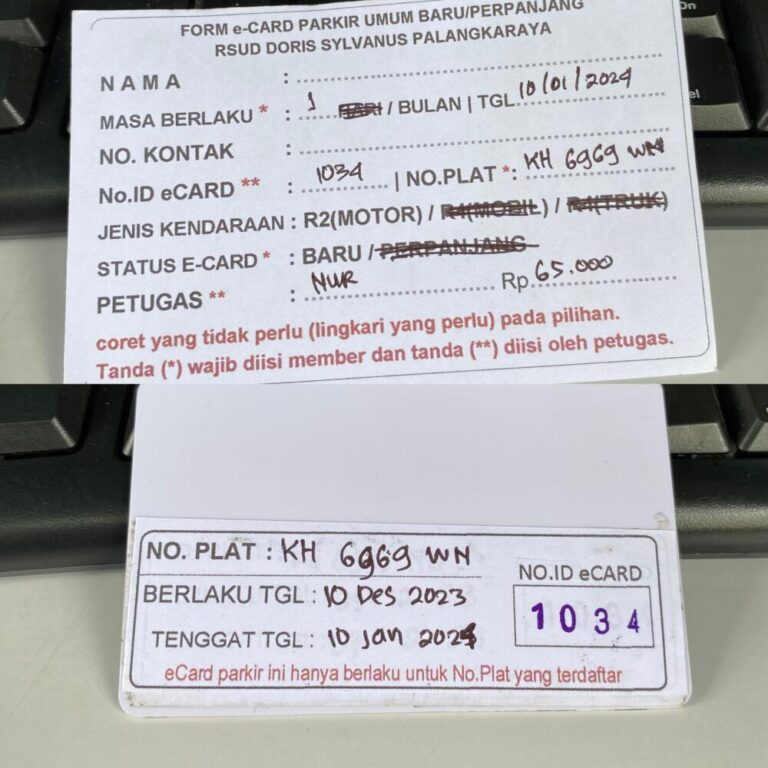 FORM e-CARD PARKIR UMUM BARU/PERPANJANG
RSUD DORIS SYLVANUS PALANGKARAYA
NAMA :
MASA BERLAKU * : 1 HARI / BULAN | TGL. 10/01/2024
NO. KONTAK :
No.ID eCARD ** : 1034 | NO.PLAT *: KH 6969 WN
JENIS KENDARAAN : R2(MOTOR) / R4(MOBIL) / R4(TRUK)
STATUS E-CARD * : BARU / PERPANJANG
PETUGAS ** : NUR Rp. 65.000
coret yang tidak perlu (lingkari yang perlu) pada pilihan.
Tanda (*) wajib diisi member dan tanda (**) diisi oleh petugas.
NO. PLAT : KH 6969 WN
BERLAKU TGL : 10 Des 2023
TENGGAT TGL : 10 Jan 2024
NO.ID eCARD
1034
eCard parkir ini hanya berlaku untuk No.Plat yang terdaftar